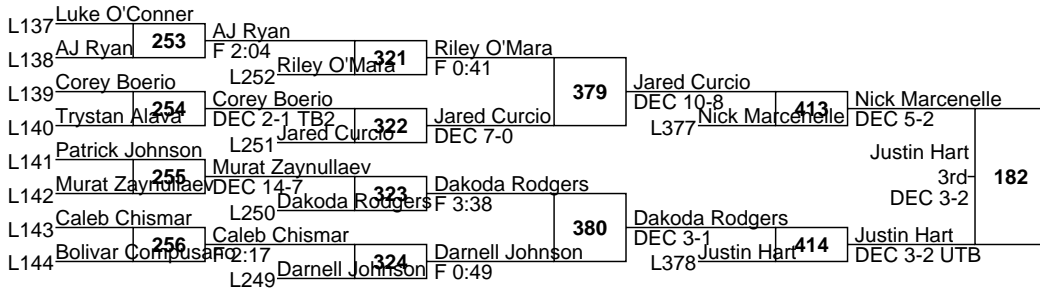 L137 Luke O'Conner
253
L138 AJ Ryan
AJ Ryan
F 2:04
L252 Riley O'Mara
321
Riley O'Mara
F 0:41
L139 Corey Boerio
254
L140 Trystan Alava
Corey Boerio
DEC 2-1 TB2
L251 Jared Curcio
322
Jared Curcio
DEC 7-0
379
Jared Curcio
DEC 10-8
L377 Nick Marcenelle
413
Nick Marcenelle
DEC 5-2
L141 Patrick Johnson
255
L142 Murat Zaynullaev
Murat Zaynullaev
DEC 14-7
L250 Dakoda Rodgers
323
Dakoda Rodgers
F 3:38
L143 Caleb Chismar
256
L144 Bolivar Compusano
Caleb Chismar
F 2:17
L249 Darnell Johnson
324
Darnell Johnson
F 0:49
380
Dakoda Rodgers
DEC 3-1
L378 Justin Hart
414
Justin Hart
DEC 3-2 UTB
Justin Hart
3rd
DEC 3-2
182